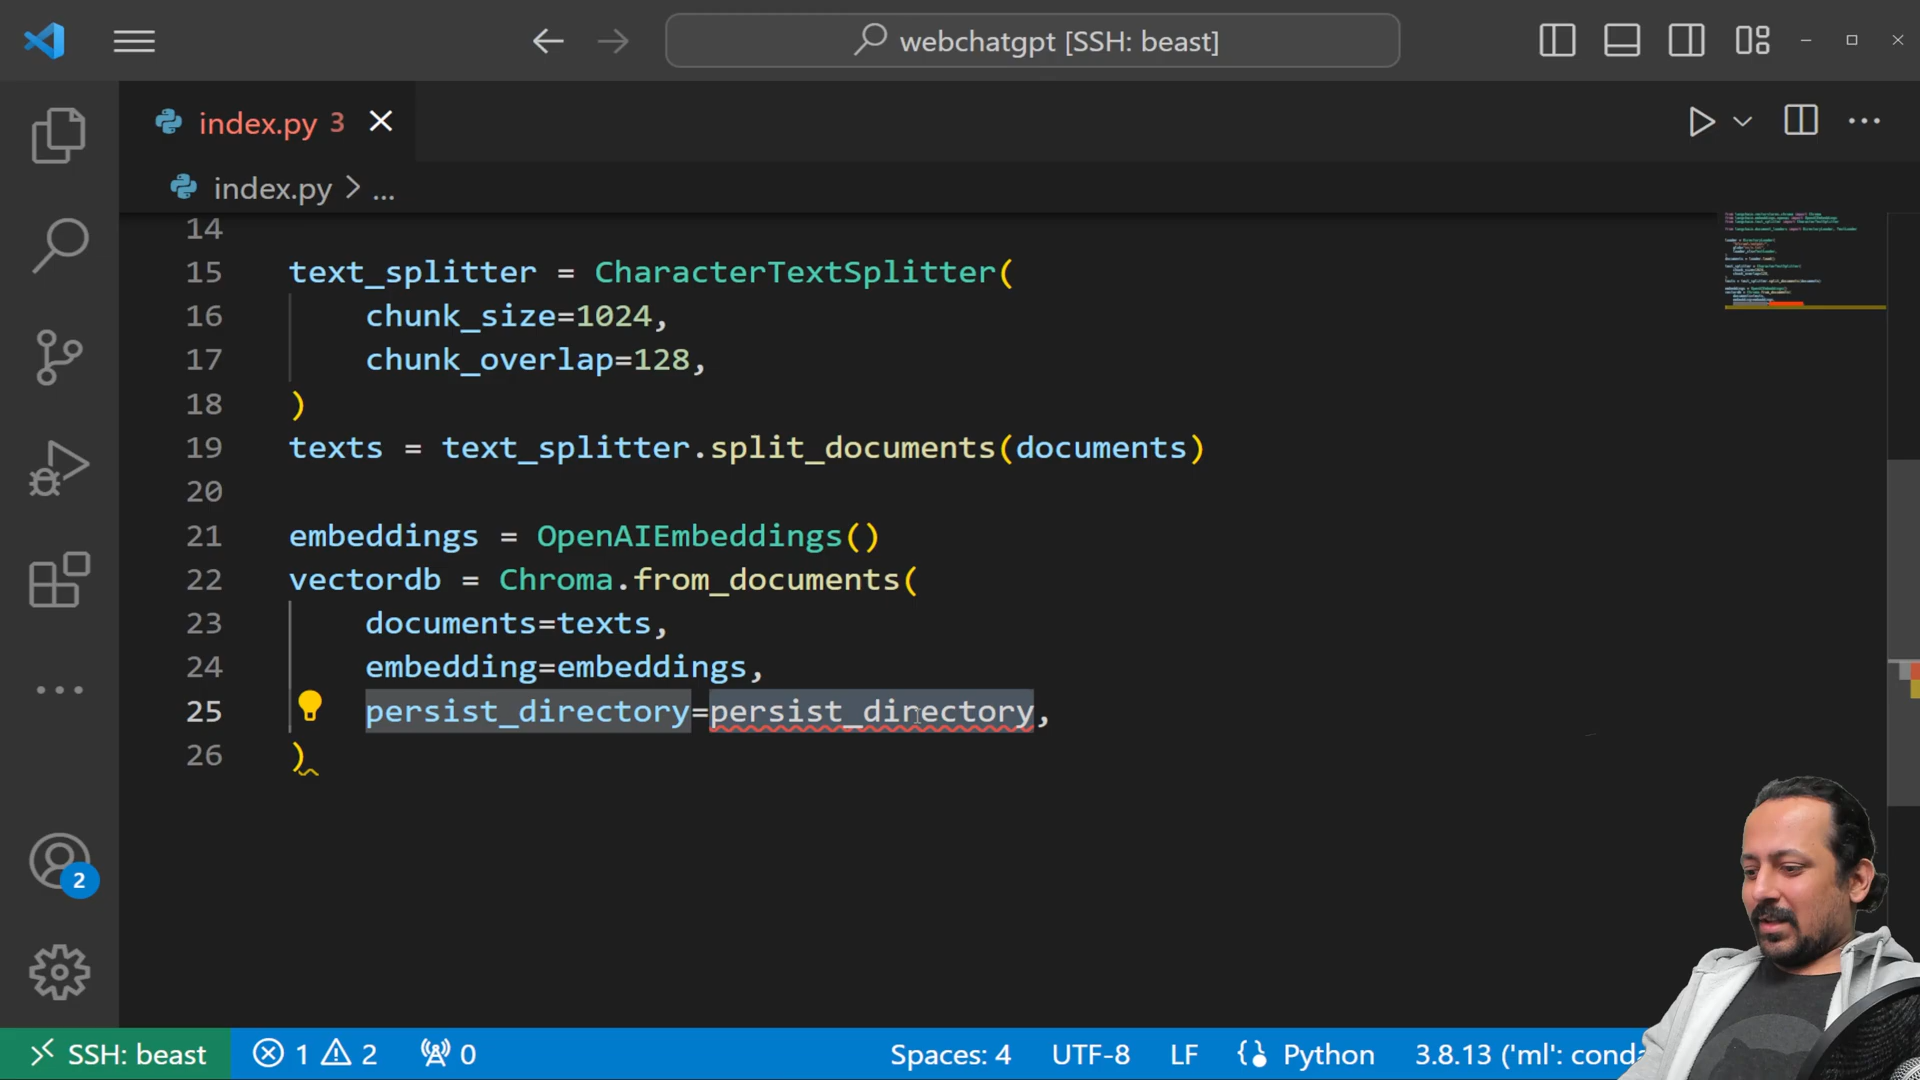 webchatgpt [SSH: beast]
index.py 3
index.py > ...
14
15 text_splitter = CharacterTextSplitter(
16 chunk_size=1024,
17 chunk_overlap=128,
18 )
19 texts = text_splitter.split_documents(documents)
20
21 embeddings = OpenAIEmbeddings()
22 vectordb = Chroma.from_documents(
23 documents=texts,
24 embedding=embeddings,
25 persist_directory=persist_directory,
26 )
2
SSH: beast 1 2 0 Spaces: 4 UTF-8 LF Python 3.8.13 ('ml': conda